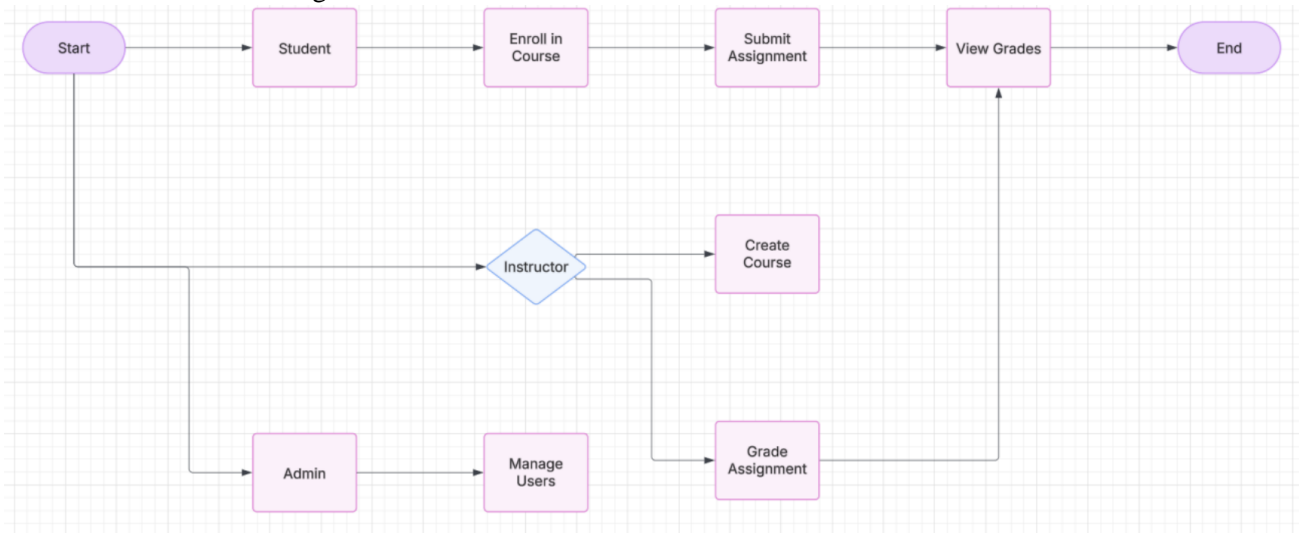 Start
Student
Enroll in
Course
Submit
Assignment
View Grades
End
Instructor
Create
Course
Admin
Manage
Users
Grade
Assignment